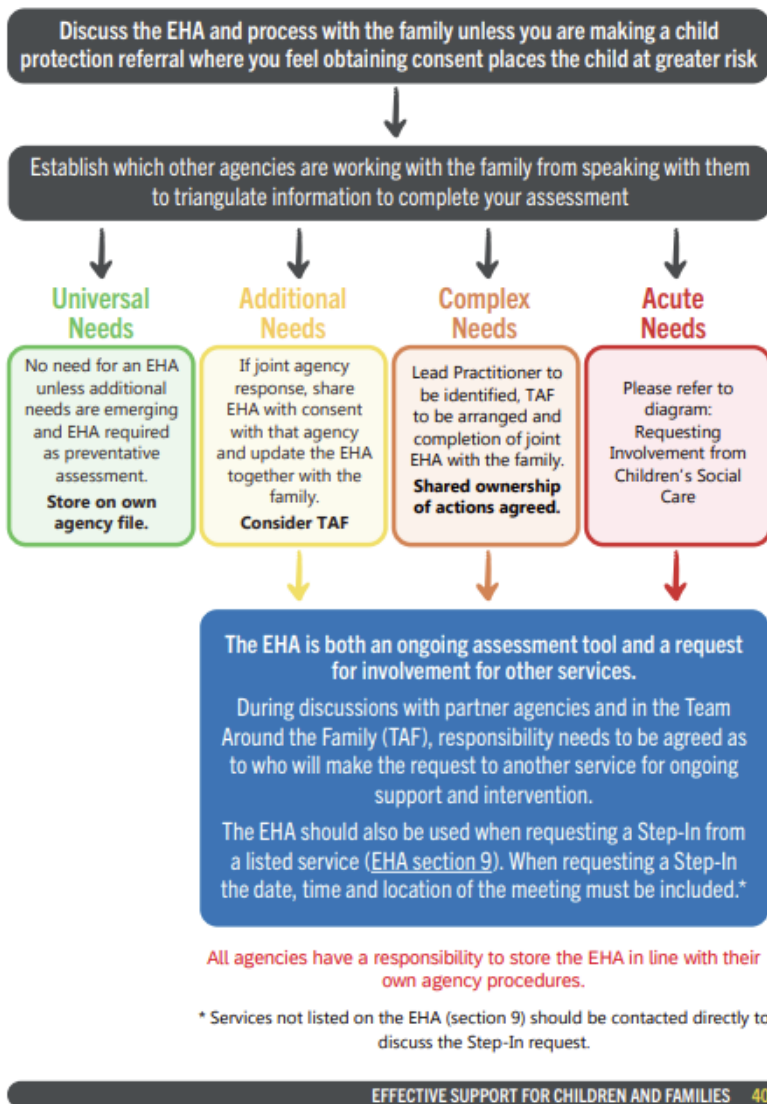 Discuss the EHA and process with the family unless you are making a child
protection referral where you feel obtaining consent places the child at greater risk
Establish which other agencies are working with the family from speaking with them
to triangulate information to complete your assessment
Universal
Needs
No need for an EHA
unless additional
needs are emerging
and EHA required
as preventative
assessment.
Store on own
agency file.
Additional
Needs
If joint agency
response, share
EHA with consent
with that agency
and update the EHA
together with the
family.
Consider TAF
Complex
Needs
Lead Practitioner to
be identified, TAF
to be arranged and
completion of joint
EHA with the family.
Shared ownership
of actions agreed.
Acute
Needs
Please refer to
diagram:
Requesting
Involvement from
Children's Social
Care
The EHA is both an ongoing assessment tool and a request
for involvement for other services.
During discussions with partner agencies and in the Team
Around the Family (TAF), responsibility needs to be agreed as
to who will make the request to another service for ongoing
support and intervention.
The EHA should also be used when requesting a Step-In from
a listed service (EHA section 9). When requesting a Step-In
the date, time and location of the meeting must be included.*
All agencies have a responsibility to store the EHA in line with their
own agency procedures.
* Services not listed on the EHA (section 9) should be contacted directly to
discuss the Step-In request.
EFFECTIVE SUPPORT FOR CHILDREN AND FAMILIES 40